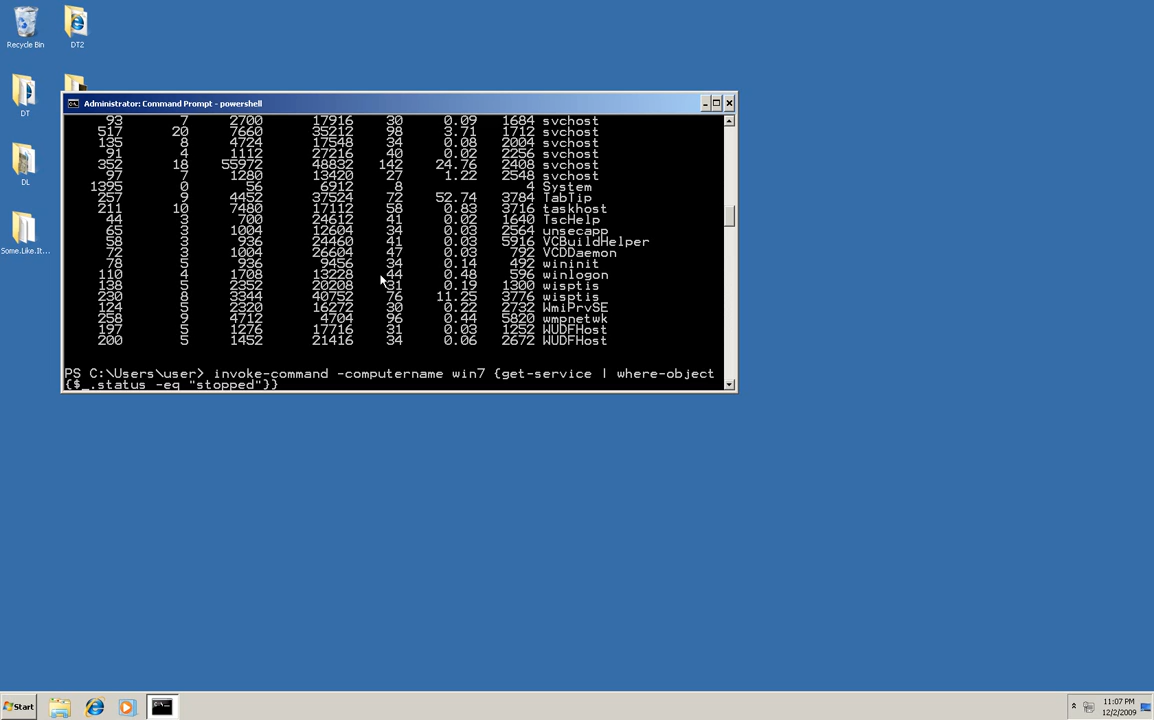 Recycle Bin
DT2
DT
DL
Some.Like.It...
Administrator: Command Prompt - powershell
93 7 2700 17916 30 0.09 1684 svchost
517 20 7660 35212 98 3.71 1712 svchost
135 8 4724 17548 34 0.08 2004 svchost
91 4 1112 27216 40 0.02 2256 svchost
352 18 55972 48832 142 24.76 2408 svchost
97 7 1280 13420 27 1.22 2548 svchost
1395 0 56 6912 8 4 System
257 9 4452 37524 72 52.74 3784 TabTip
211 10 7480 17112 58 0.83 3716 taskhost
44 3 700 24612 41 0.02 1640 TscHelp
65 3 1004 12604 34 0.03 2564 unsecapp
58 3 936 24460 41 0.03 5916 VCBuildHelper
72 3 1004 26604 47 0.03 792 VCDDaemon
78 5 936 9456 34 0.14 492 wininit
110 4 1708 13228 44 0.48 596 winlogon
138 5 2352 20208 31 0.19 1300 wisptis
230 8 3344 40752 76 11.25 3776 wisptis
124 5 2320 16272 30 0.22 2732 WmiPrvSE
258 9 4712 4704 96 0.44 5820 wmpnetwk
197 5 1276 17716 31 0.03 1252 WUDFHost
200 5 1452 21416 34 0.06 2672 WUDFHost
PS C:\Users\user> invoke-command -computername win7 {get-service | where-object
{$_.status -eq "stopped"}}
Start
11:07 PM
12/2/2009